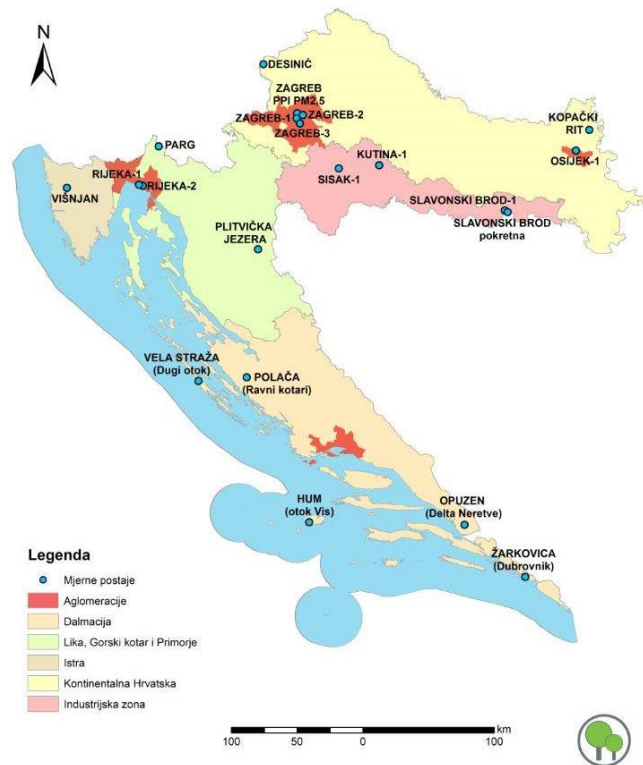 N
DESINIĆ
ZAGREB
PPI PM2,5
ZAGREB-1
ZAGREB-2
ZAGREB-3
KOPAČKI
RIT
OSIJEK-1
PARG
KUTINA-1
SISAK-1
RIJEKA-1
RIJEKA-2
VIŠNJAN
SLAVONSKI BROD-1
SLAVONSKI BROD
pokretna
PLITVIČKA
JEZERA
VELA STRAŽA
(Dugi otok)
POLAČA
(Ravni kotari)
HUM
(otok Vis)
OPUZEN
(Delta Neretve)
ŽARKOVICA
(Dubrovnik)
Legenda
Mjerne postaje
Aglomeracije
Dalmacija
Lika, Gorski kotar i Primorje
Istra
Kontinentalna Hrvatska
Industrijska zona
km
100 50 0 100